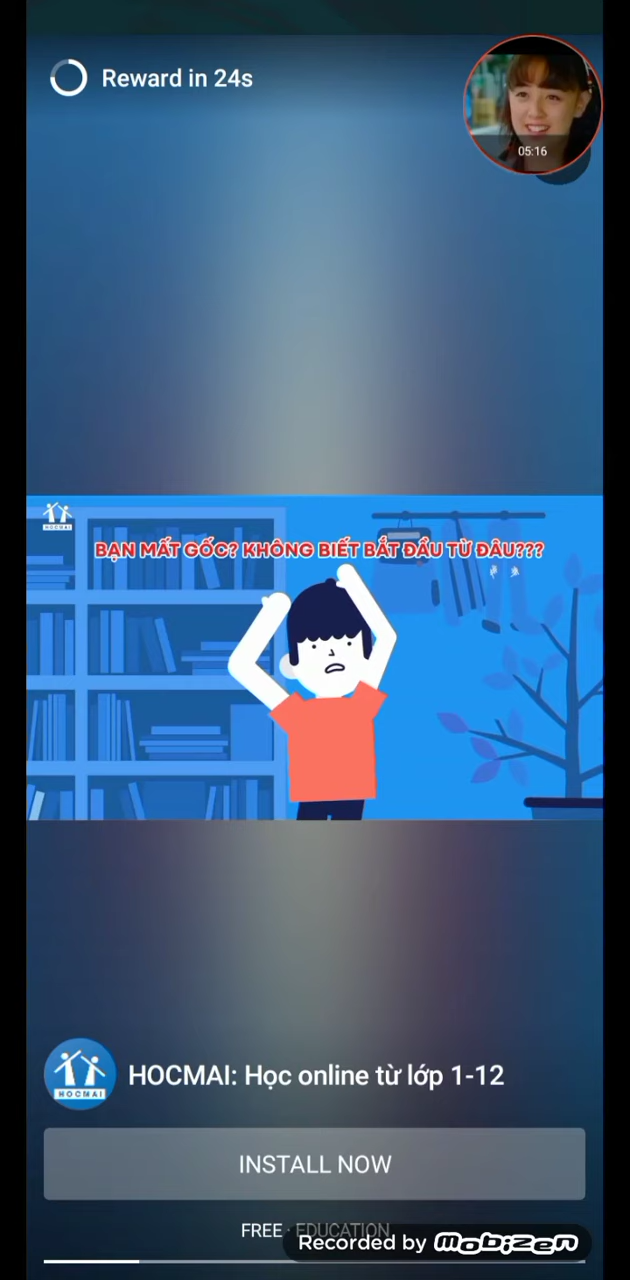 Reward in 24s
05:16
HOCMAI
BẠN MẤT GỐC? KHÔNG BIẾT BẮT ĐẦU TỪ ĐÂU???
HOCMAI
HOCMAI: Học online từ lớp 1-12
INSTALL NOW
FREE · EDUCATION
Recorded by mobizen